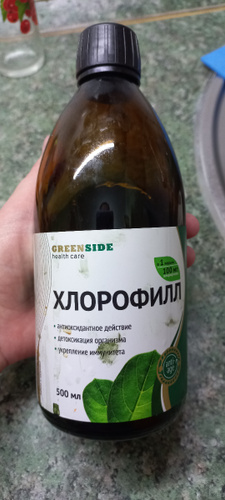 GREENSIDE
health care
ХЛОРОФИЛЛ
• антиоксидантное действие
• детоксикация организма
• укрепление иммунитета
500 мл